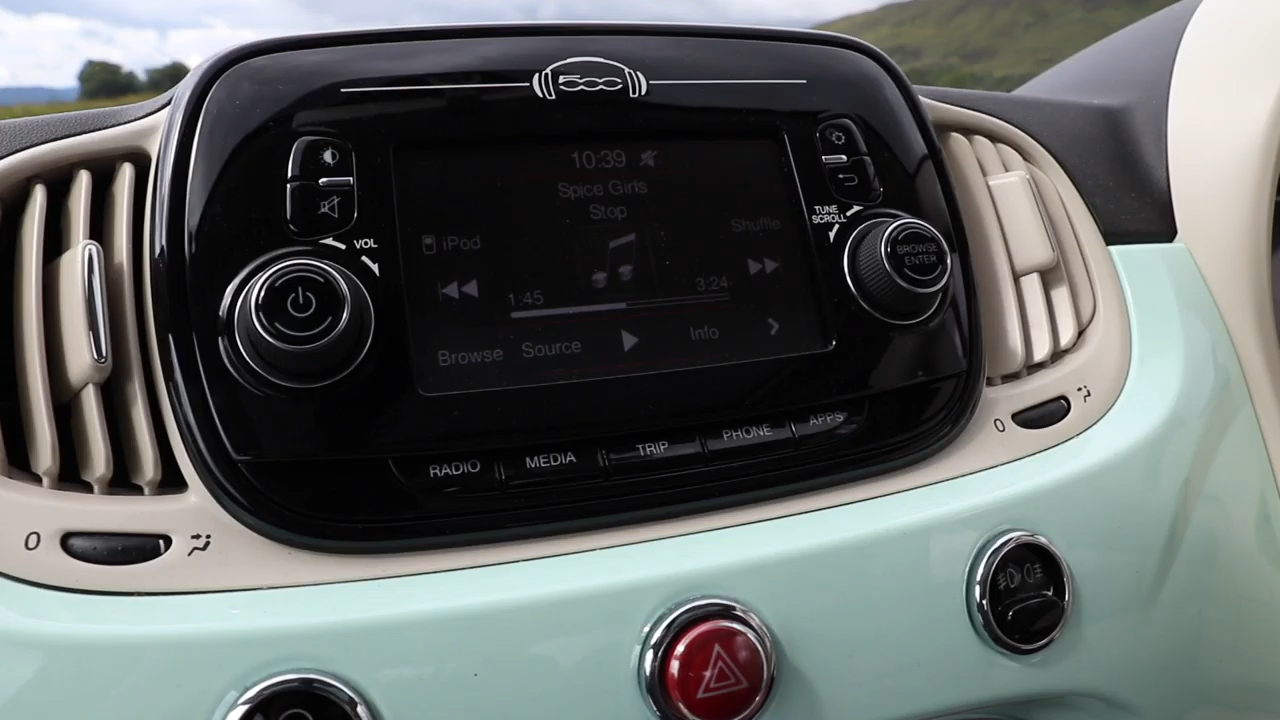 500
10:39
Spice Girls
Stop
iPod
Shuffle
1:45
3:24
Browse
Source
Info
VOL
TUNE
SCROLL
BROWSE
ENTER
RADIO
MEDIA
TRIP
PHONE
APPS
0
0